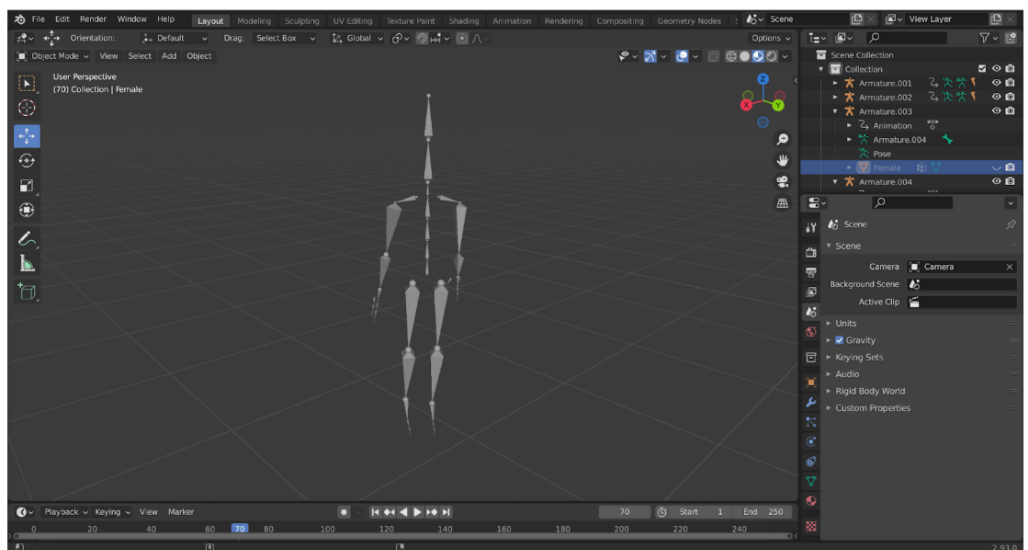 File Edit Render Window Help Layout Modeling Sculpting UV Editing Texture Paint Shading Animation Rendering Compositing Geometry Nodes Scene View Layer
Orientation: Default Drag: Select Box Global Options
Object Mode View Select Add Object
User Perspective
(70) Collection | Female
Z
X
Y
Scene Collection
Collection
Armature.001
Armature.002
Armature.003
Animation
Armature.004
Pose
Female
Armature.004
Scene
Scene
Camera Camera
Background Scene
Active Clip
Units
Gravity
Keying Sets
Audio
Rigid Body World
Custom Properties
Playback Keying View Marker 70 Start 1 End 250
0 20 40 60 70 80 100 120 140 160 180 200 220 240
2.93.0